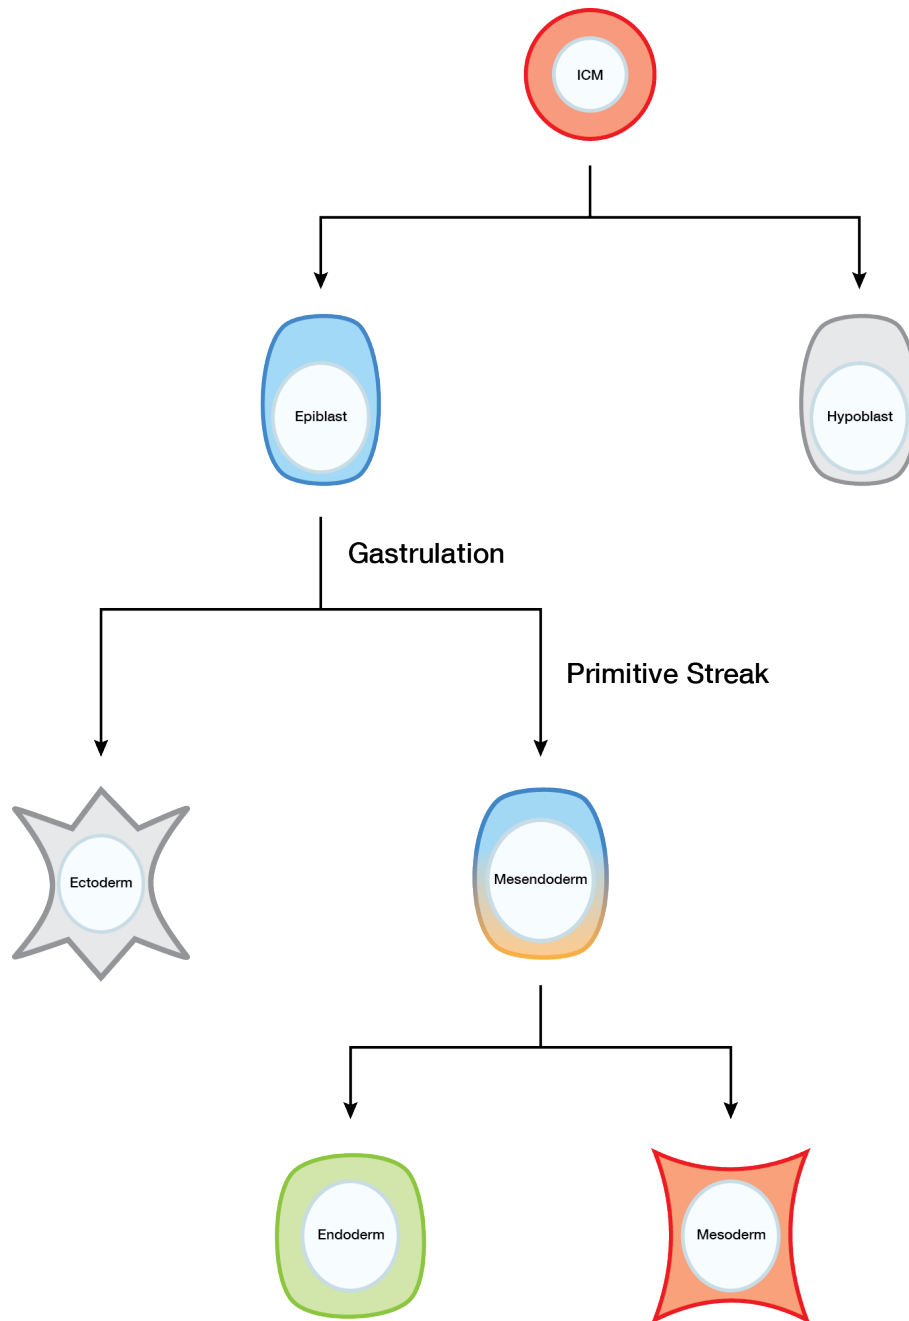 ICM
Epiblast
Hypoblast
Gastrulation
Primitive Streak
Ectoderm
Mesendoderm
Endoderm
Mesoderm